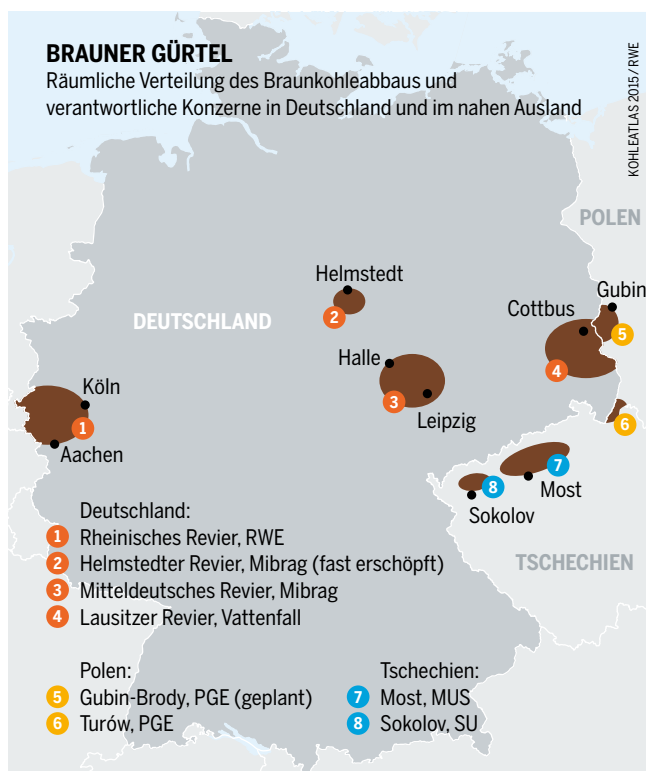 BRAUNER GÜRTEL
Räumliche Verteilung des Braunkohleabbaus und
verantwortliche Konzerne in Deutschland und im nahen Ausland
KOHLEATLAS 2015 / RWE
POLEN
Helmstedt
2
Gubin
Cottbus
5
DEUTSCHLAND
Halle
4
3
Leipzig
6
Köln
1
Aachen
7
8
Most
Sokolov
TSCHECHIEN
Deutschland:
1 Rheinisches Revier, RWE
2 Helmstedter Revier, Mibrag (fast erschöpft)
3 Mitteldeutsches Revier, Mibrag
4 Lausitzer Revier, Vattenfall
Polen:
5 Gubin-Brody, PGE (geplant)
6 Turów, PGE
Tschechien:
7 Most, MUS
8 Sokolov, SU